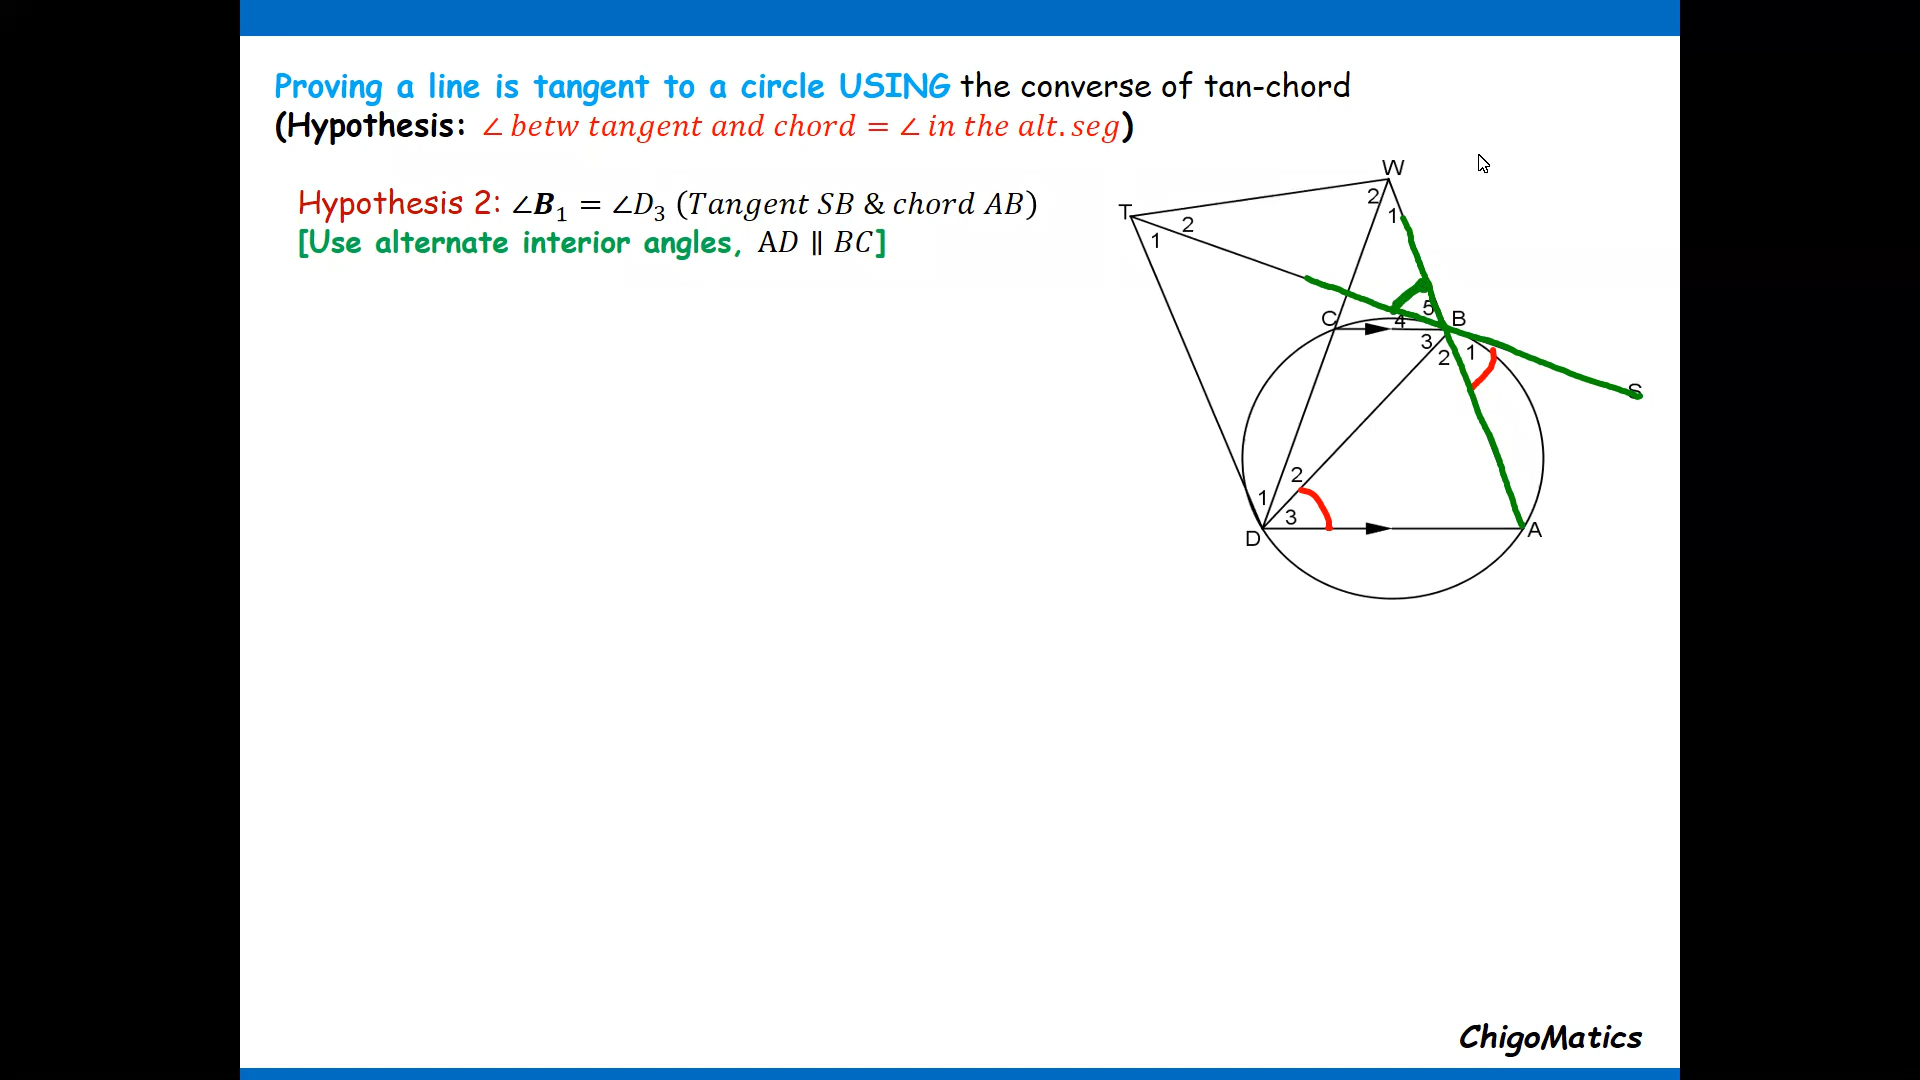 Proving a line is tangent to a circle USING the converse of tan-chord
(Hypothesis: ∠ betw tangent and chord = ∠ in the alt. seg)
Hypothesis 2: ∠B₁ = ∠D₃ (Tangent SB & chord AB)
[Use alternate interior angles, AD ∥ BC]
W
2
1
T
2
1
5
C
4
B
3
2
1
S
2
1
3
D
A
ChigoMatics